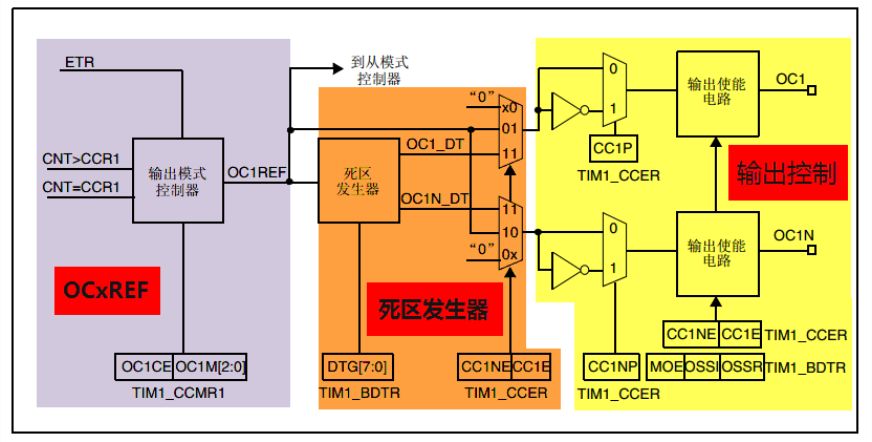 ETR
到从模式
控制器
CNT>CCR1
CNT=CCR1
输出模式
控制器
OC1REF
OCxREF
OC1CE OC1M[2:0]
TIM1_CCMR1
死区
发生器
OC1_DT
OC1N_DT
“0”
x0
01
11
11
10
“0”
0x
死区发生器
DTG[7:0]
TIM1_BDTR
CC1NE CC1E
TIM1_CCER
0
1
CC1P
TIM1_CCER
输出使能
电路
OC1
输出控制
0
1
输出使能
电路
OC1N
CC1NE CC1E TIM1_CCER
CC1NP
TIM1_CCER
MOE OSSI OSSR TIM1_BDTR